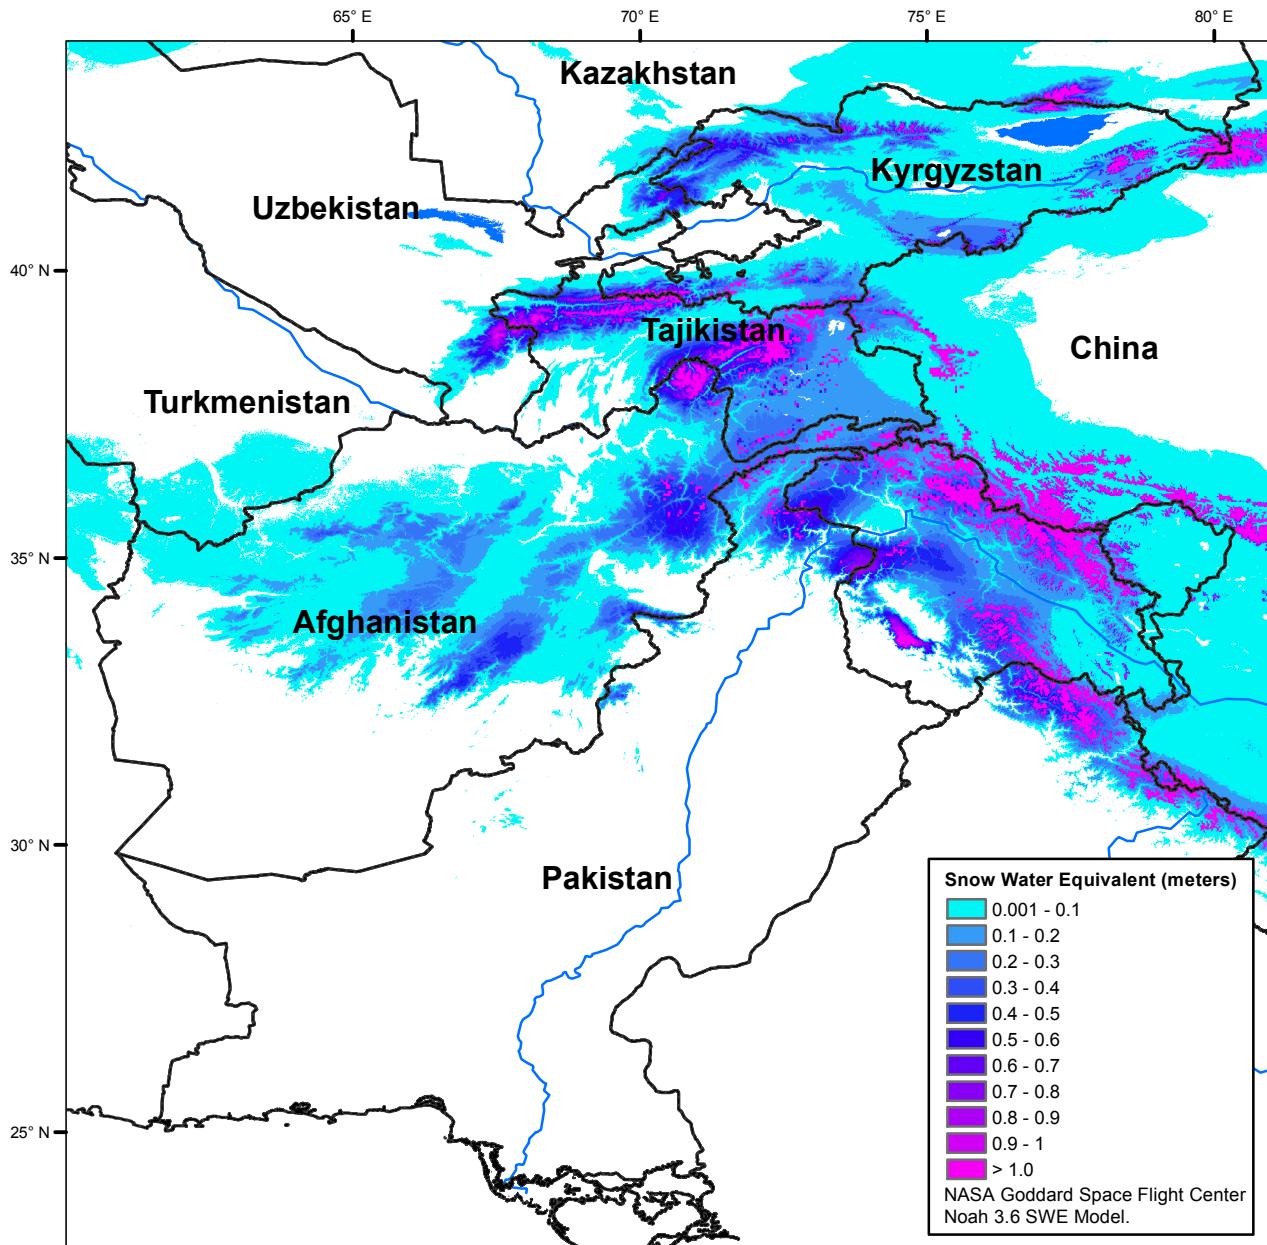 65° E
70° E
75° E
80° E
Kazakhstan
Kyrgyzstan
Uzbekistan
40° N
Tajikistan
China
Turkmenistan
35° N
Afghanistan
30° N
Pakistan
25° N
Snow Water Equivalent (meters)
0.001 - 0.1
0.1 - 0.2
0.2 - 0.3
0.3 - 0.4
0.4 - 0.5
0.5 - 0.6
0.6 - 0.7
0.7 - 0.8
0.8 - 0.9
0.9 - 1
> 1.0
NASA Goddard Space Flight Center
Noah 3.6 SWE Model.